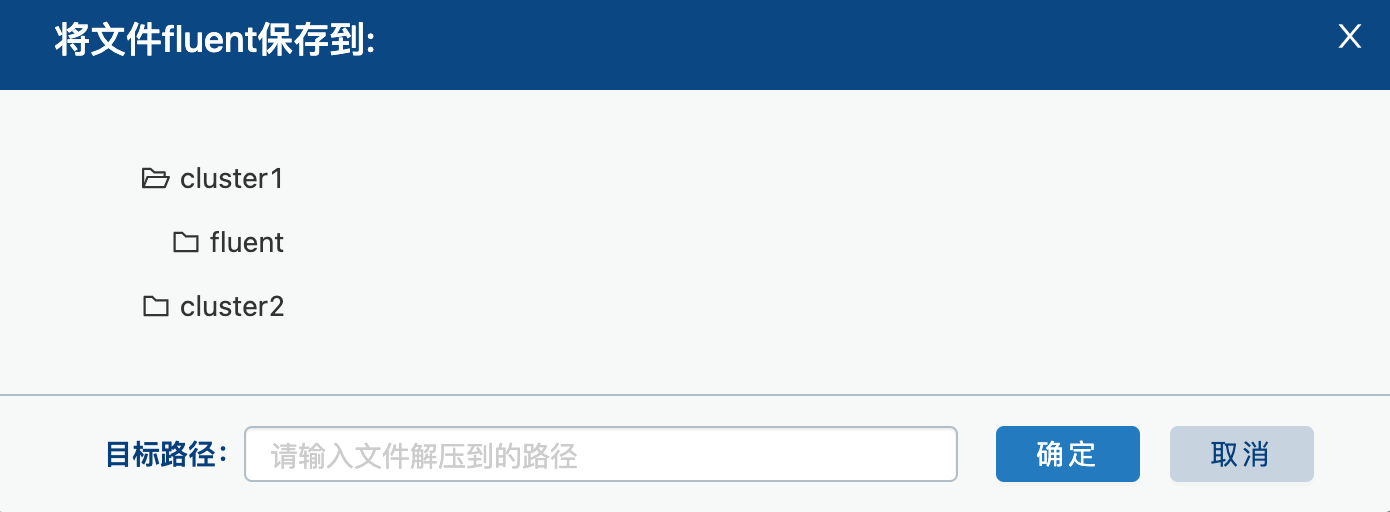 将文件fluent保存到:
cluster1
fluent
cluster2
目标路径： 请输入文件解压到的路径 确定 取消